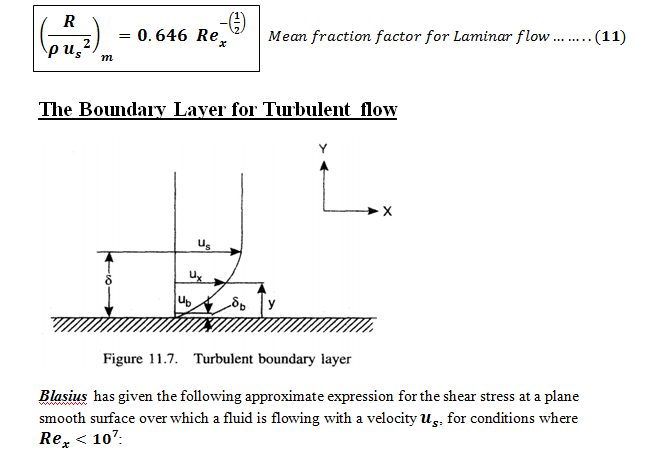 (R / ρ u_s^2)_m = 0.646 Re_x^{-(1/2)} Mean fraction factor for Laminar flow … … .. (11)
The Boundary Layer for Turbulent flow
Y
X
u_s
δ
u_x
u_b δ_b y
Figure 11.7. Turbulent boundary layer
Blasius has given the following approximate expression for the shear stress at a plane
smooth surface over which a fluid is flowing with a velocity u_s, for conditions where
Re_x < 10^7: